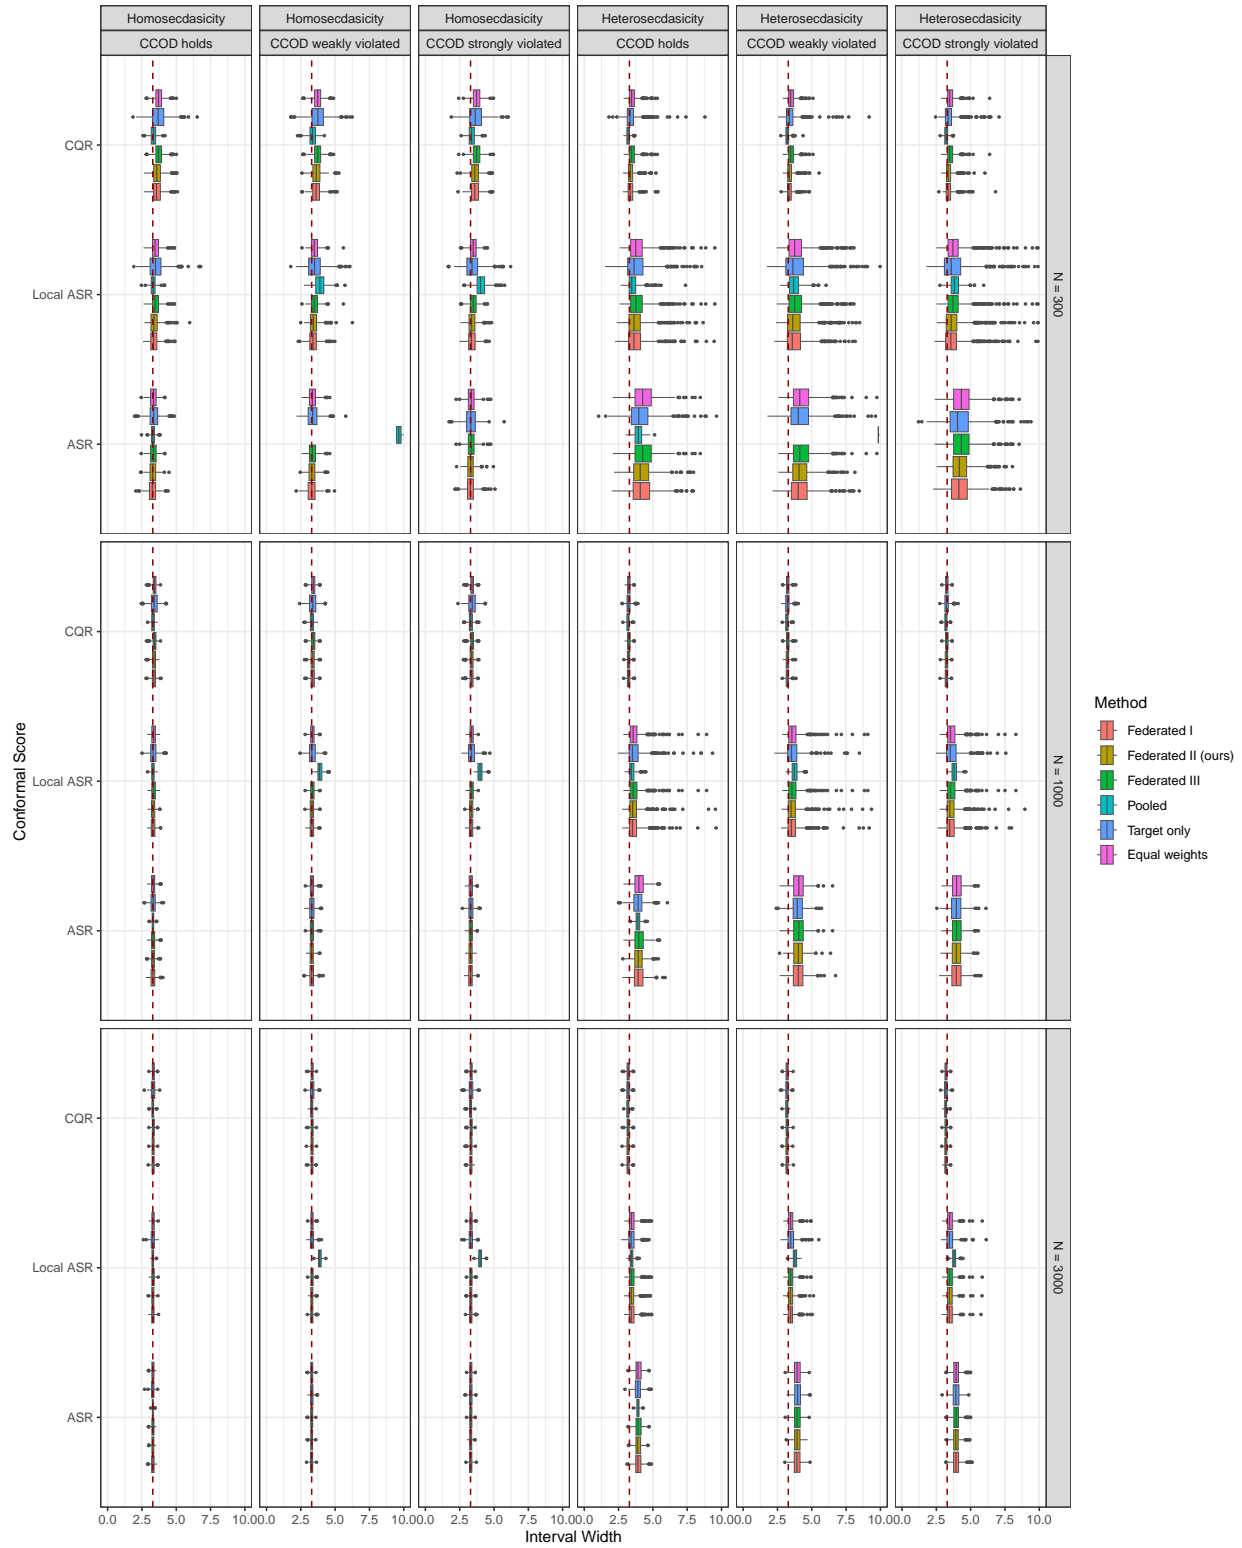 Homosecdasicity Homosecdasicity Homosecdasicity Heterosecdasicity Heterosecdasicity Heterosecdasicity
CCOD holds CCOD weakly violated CCOD strongly violated CCOD holds CCOD weakly violated CCOD strongly violated
CQR
Local ASR
ASR
N = 300
CQR
Local ASR
ASR
N = 1000
CQR
Local ASR
ASR
N = 3000
Conformal Score
0.0 2.5 5.0 7.5 10.0 0.0 2.5 5.0 7.5 10.0 0.0 2.5 5.0 7.5 10.0 0.0 2.5 5.0 7.5 10.0 0.0 2.5 5.0 7.5 10.0 0.0 2.5 5.0 7.5 10.0
Interval Width
Method
Federated I
Federated II (ours)
Federated III
Pooled
Target only
Equal weights